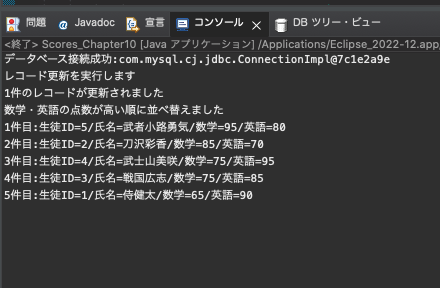 問題 @ Javadoc 宣言 コンソール × DB ツリー・ビュー
<終了> Scores_Chapter10 [Java アプリケーション] /Applications/Eclipse_2022-12.app
データベース接続成功:com.mysql.cj.jdbc.ConnectionImpl@7c1e2a9e
レコード更新を実行します
1件のレコードが更新されました
数学・英語の点数が高い順に並べ替えました
1件目:生徒ID=5/氏名=武者小路勇気/数学=95/英語=80
2件目:生徒ID=2/氏名=刀沢彩香/数学=85/英語=70
3件目:生徒ID=4/氏名=武士山美咲/数学=75/英語=95
4件目:生徒ID=3/氏名=戦国広志/数学=75/英語=85
5件目:生徒ID=1/氏名=侍健太/数学=65/英語=90